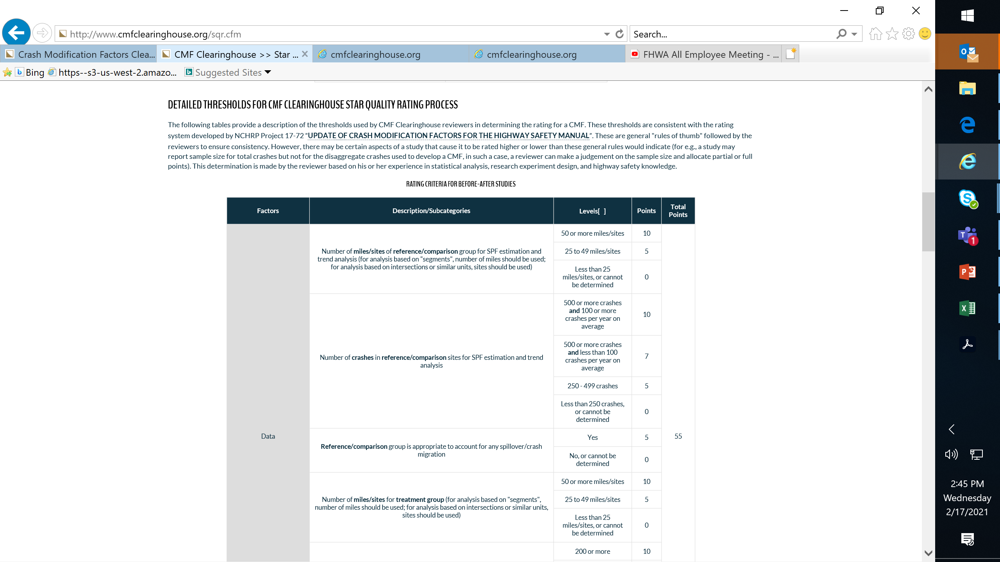 http://www.cmfclearinghouse.org/sqr.cfm
Search...
Crash Modification Factors Clea...
CMF Clearinghouse >> Star ...
cmfclearinghouse.org
cmfclearinghouse.org
FHWA All Employee Meeting - ...
Bing
https--s3-us-west-2.amazo...
Suggested Sites
DETAILED THRESHOLDS FOR CMF CLEARINGHOUSE STAR QUALITY RATING PROCESS
The following tables provide a description of the thresholds used by CMF Clearinghouse reviewers in determining the rating for a CMF. These thresholds are consistent with the rating
system developed by NCHRP Project 17-72 “UPDATE OF CRASH MODIFICATION FACTORS FOR THE HIGHWAY SAFETY MANUAL”. These are general "rules of thumb" followed by the
reviewers to ensure consistency. However, there may be certain aspects of a study that cause it to be rated higher or lower than these general rules would indicate (for e.g., a study may
report sample size for total crashes but not for the disaggregate crashes used to develop a CMF, in such a case, a reviewer can make a judgement on the sample size and allocate partial or full
points). This determination is made by the reviewer based on his or her experience in statistical analysis, research experiment design, and highway safety knowledge.
RATING CRITERIA FOR BEFORE-AFTER STUDIES
Factors
Description/Subcategories
Levels[ ]
Points
Total
Points
Data
Number of miles/sites of reference/comparison group for SPF estimation and
trend analysis (for analysis based on "segments", number of miles should be used;
for analysis based on intersections or similar units, sites should be used)
50 or more miles/sites
10
25 to 49 miles/sites
5
Less than 25
miles/sites, or cannot
be determined
0
Number of crashes in reference/comparison sites for SPF estimation and trend
analysis
500 or more crashes
and 100 or more
crashes per year on
average
10
500 or more crashes
and less than 100
crashes per year on
average
7
250 - 499 crashes
5
Less than 250 crashes,
or cannot be
determined
0
Reference/comparison group is appropriate to account for any spillover/crash
migration
Yes
5
No, or cannot be
determined
0
55
Number of miles/sites for treatment group (for analysis based on "segments",
number of miles should be used; for analysis based on intersections or similar units,
sites should be used)
50 or more miles/sites
10
25 to 49 miles/sites
5
Less than 25
miles/sites, or cannot
be determined
0
200 or more
10
2:45 PM
Wednesday
2/17/2021